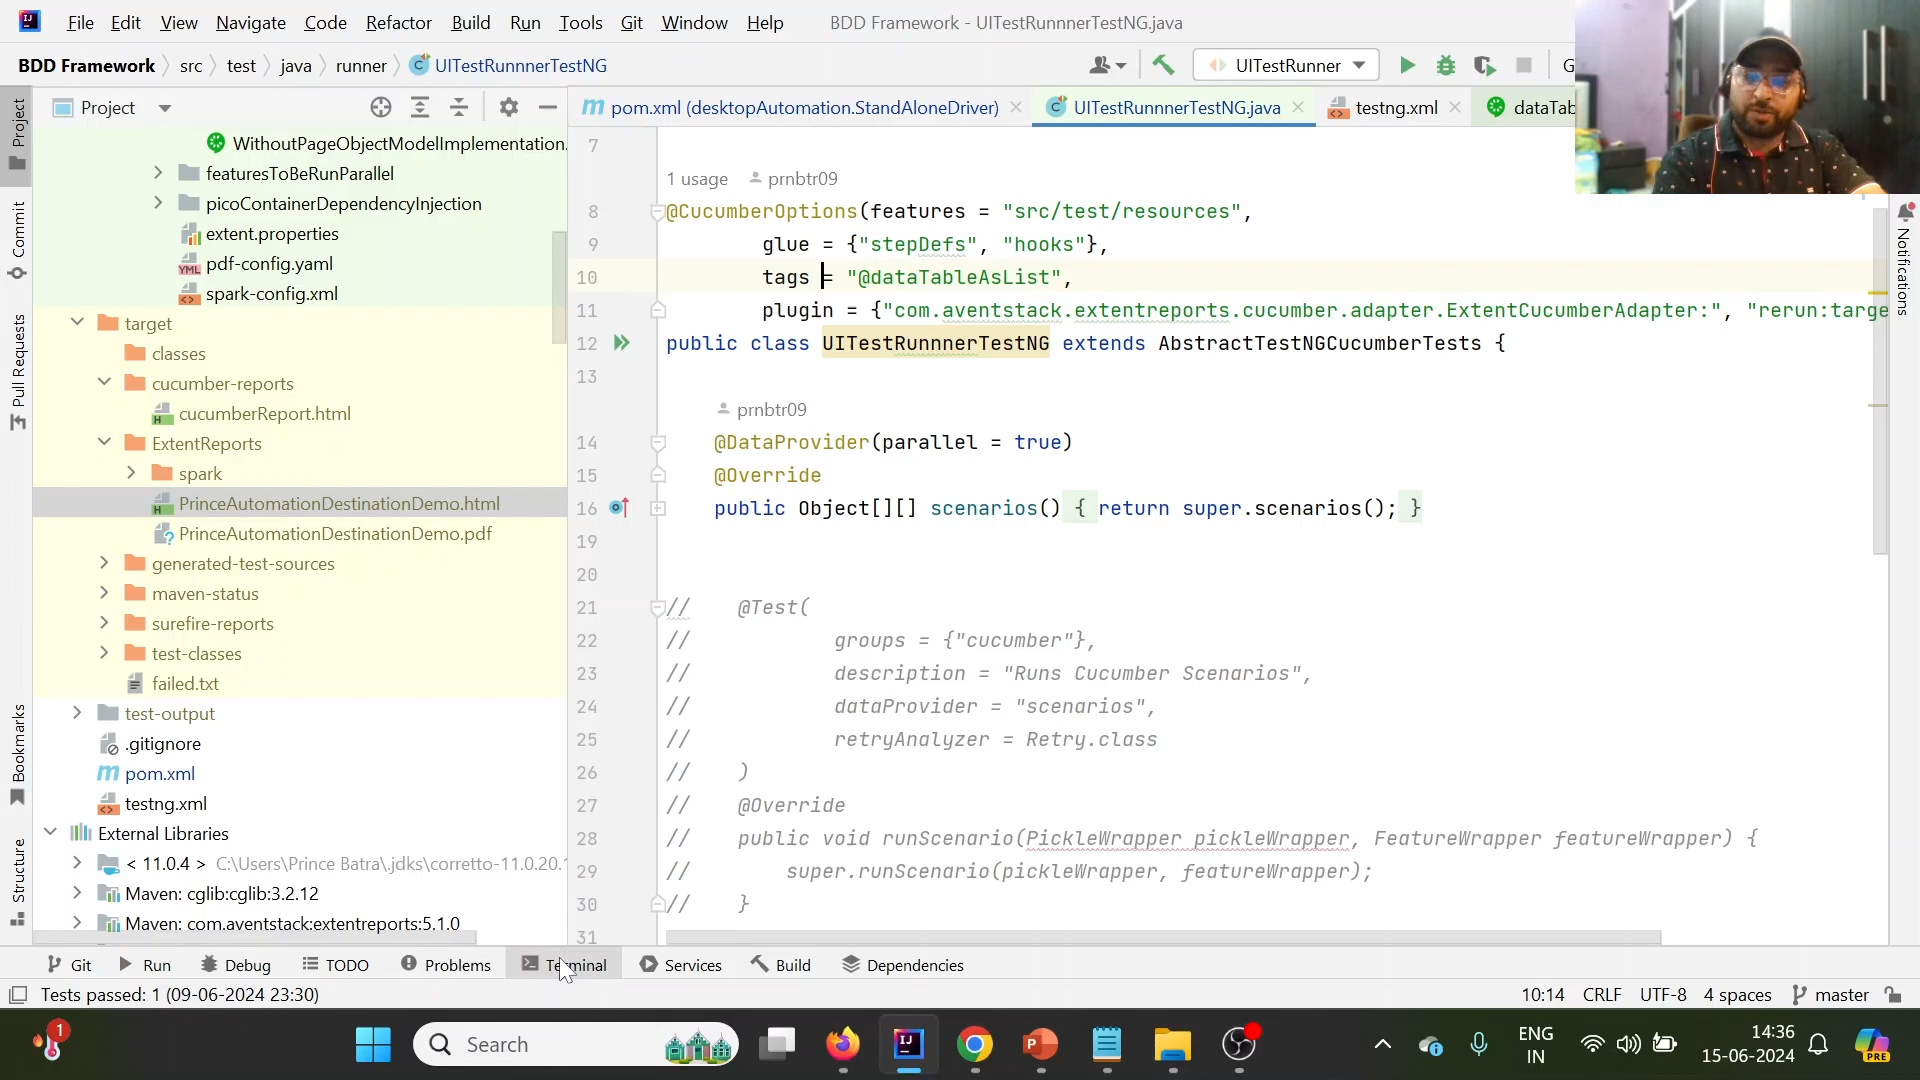 File Edit View Navigate Code Refactor Build Run Tools Git Window Help BDD Framework - UITestRunnnerTestNG.java
BDD Framework src test java runner UITestRunnnerTestNG UITestRunner
Project
pom.xml (desktopAutomation.StandAloneDriver) UITestRunnnerTestNG.java testng.xml dataTab
WithoutPageObjectModelImplementation.
featuresToBeRunParallel
picoContainerDependencyInjection
extent.properties
pdf-config.yaml
spark-config.xml
target
classes
cucumber-reports
cucumberReport.html
ExtentReports
spark
PrinceAutomationDestinationDemo.html
PrinceAutomationDestinationDemo.pdf
generated-test-sources
maven-status
surefire-reports
test-classes
failed.txt
test-output
.gitignore
pom.xml
testng.xml
External Libraries
< 11.0.4 > C:\Users\Prince Batra\.jdks\corretto-11.0.20.1
Maven: cglib:cglib:3.2.12
Maven: com.aventstack:extentreports:5.1.0
Project
Commit
Pull Requests
Bookmarks
Structure
7
1 usage prnbtr09
8 @CucumberOptions(features = "src/test/resources",
9 glue = {"stepDefs", "hooks"},
10 tags = "@dataTableAsList",
11 plugin = {"com.aventstack.extentreports.cucumber.adapter.ExtentCucumberAdapter:", "rerun:targe
12 public class UITestRunnnerTestNG extends AbstractTestNGCucumberTests {
13
prnbtr09
14 @DataProvider(parallel = true)
15 @Override
16 public Object[][] scenarios() { return super.scenarios(); }
19
20
21 // @Test(
22 // groups = {"cucumber"},
23 // description = "Runs Cucumber Scenarios",
24 // dataProvider = "scenarios",
25 // retryAnalyzer = Retry.class
26 // )
27 // @Override
28 // public void runScenario(PickleWrapper pickleWrapper, FeatureWrapper featureWrapper) {
29 // super.runScenario(pickleWrapper, featureWrapper);
30 // }
31
Notifications
Git Run Debug TODO Problems Terminal Services Build Dependencies
Tests passed: 1 (09-06-2024 23:30) 10:14 CRLF UTF-8 4 spaces master
1 Search ENG IN 14:36 15-06-2024 PRE